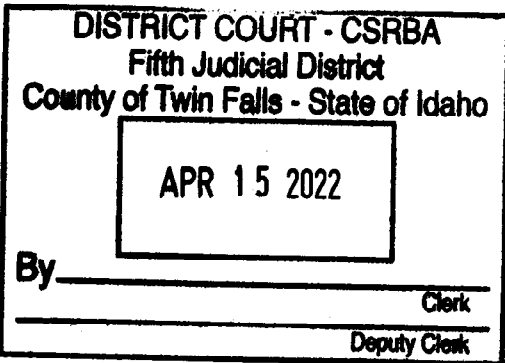 DISTRICT COURT - CSRBA
Fifth Judicial District
County of Twin Falls - State of Idaho
APR 15 2022
By
Clerk
Deputy Clerk